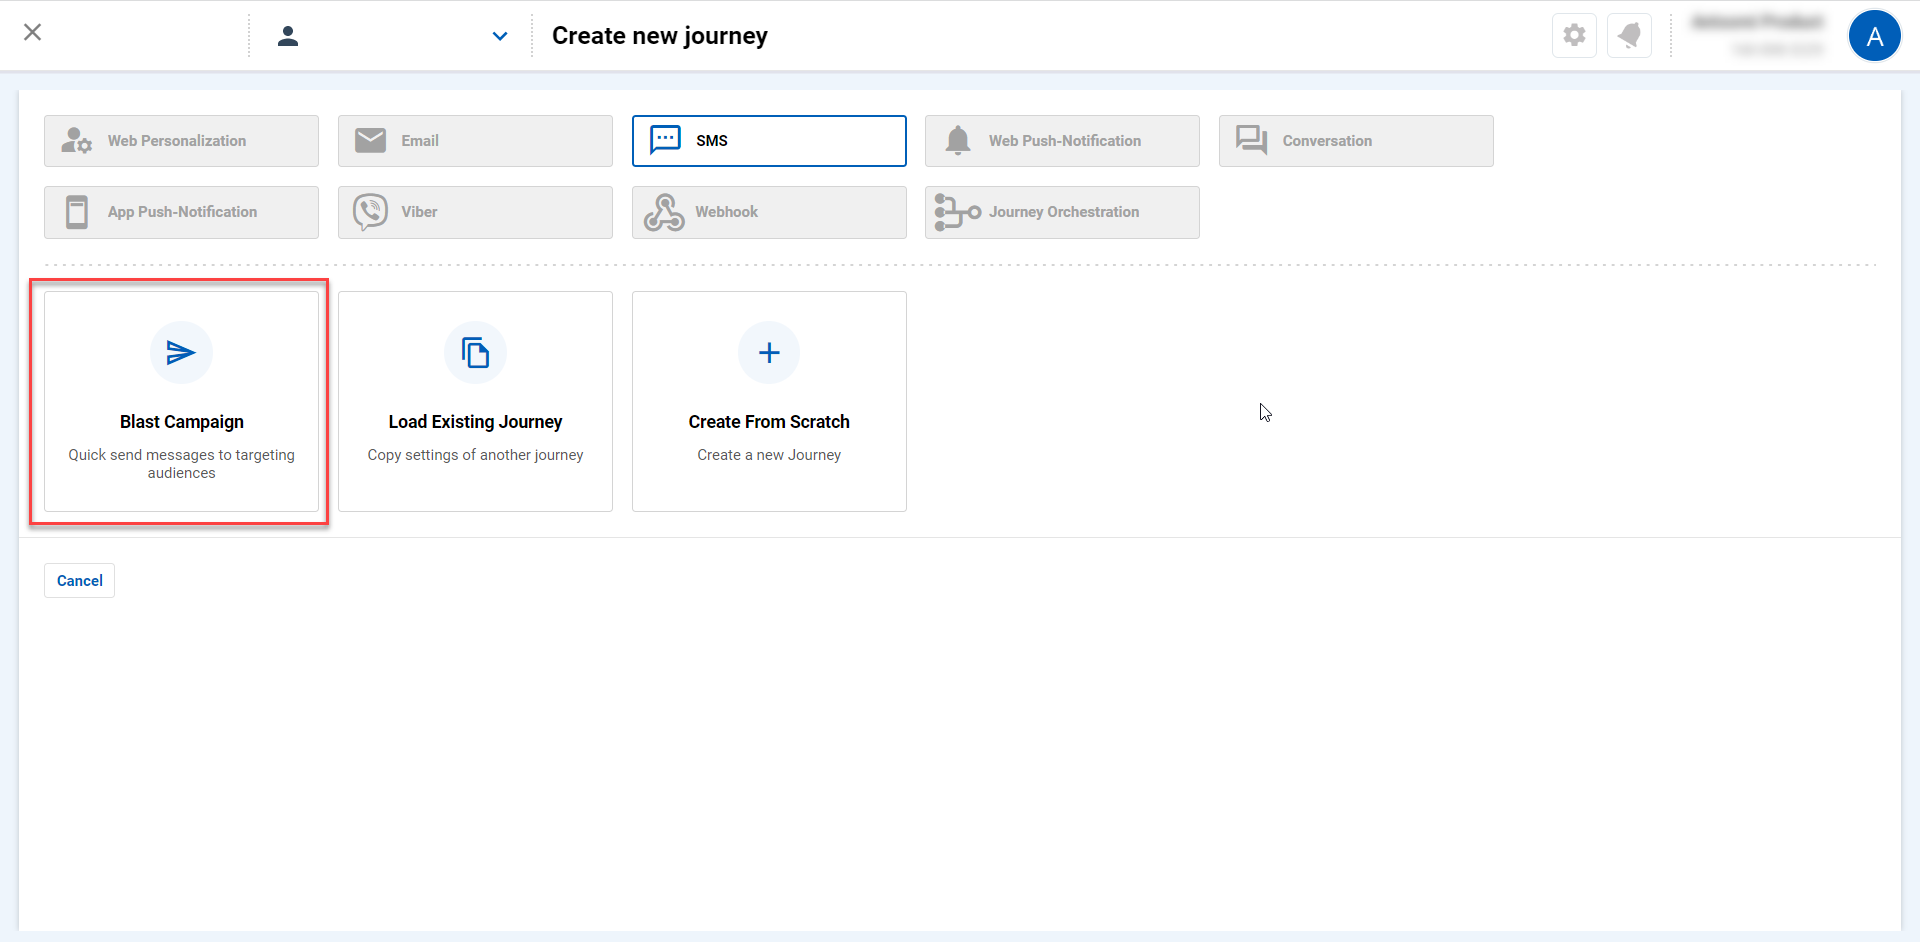 Create new journey
A
Web Personalization
Email
SMS
Web Push-Notification
Conversation
App Push-Notification
Viber
Webhook
Journey Orchestration
Blast Campaign
Quick send messages to targeting
audiences
Load Existing Journey
Copy settings of another journey
Create From Scratch
Create a new Journey
Cancel